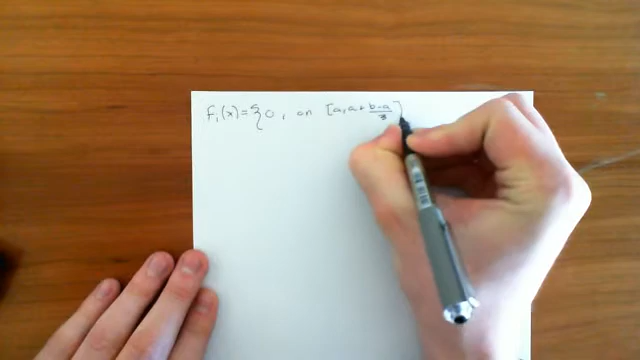 f₁(x) = { 0, on [a, a + (b-a)/3]